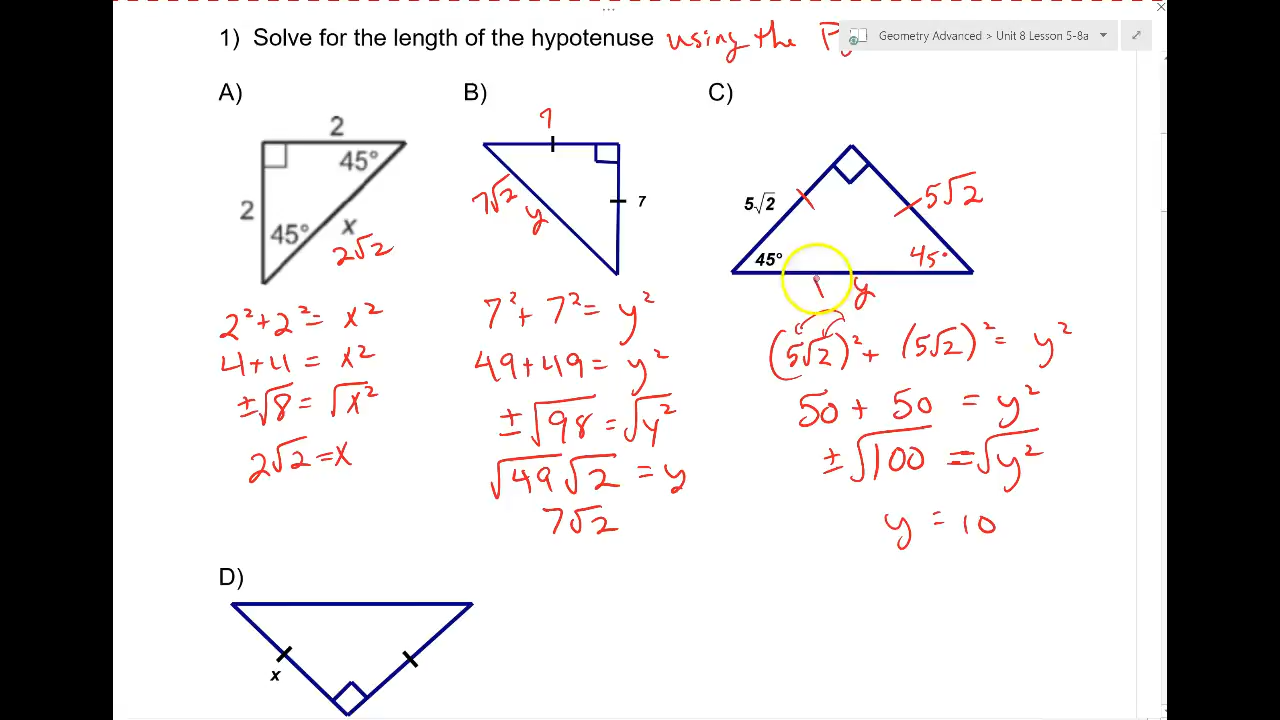 1) Solve for the length of the hypotenuse using the Py
Geometry Advanced > Unit 8 Lesson 5-8a
A)
2
45°
2
45°
x
2√2
2² + 2² = x²
4 + 4 = x²
±√8 = √x²
2√2 = x
B)
7
7√2
y
7
7² + 7² = y²
49 + 49 = y²
±√98 = √y²
√49 √2 = y
7√2
C)
5√2
5√2
45°
45°
1 y
(5√2)² + (5√2)² = y²
50 + 50 = y²
±√100 = √y²
y = 10
D)
x